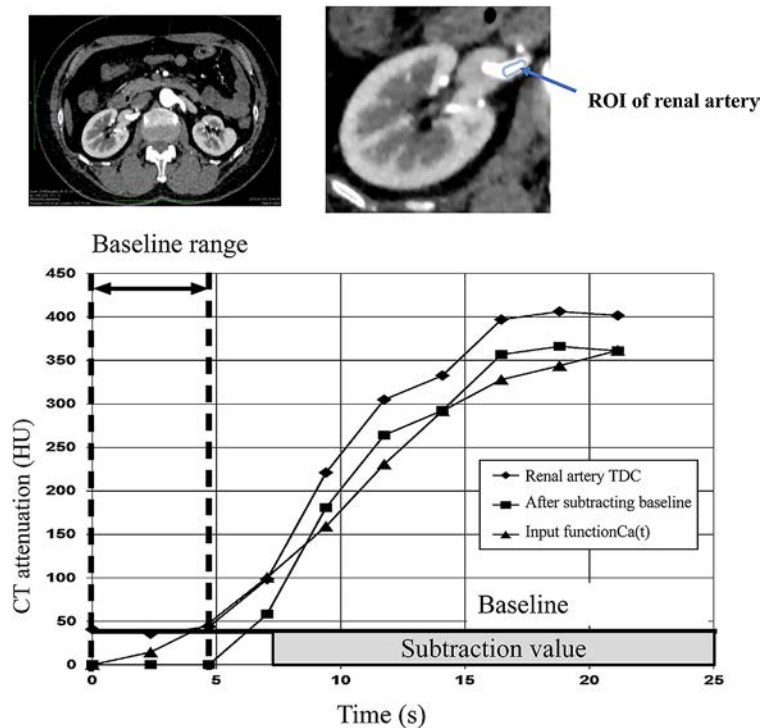 ROI of renal artery
Baseline range
450
400
350
300
250
200
150
100
50
0
CT attenuation (HU)
Renal artery TDC
After subtracting baseline
Input functionCa(t)
Baseline
Subtraction value
0 5 10 15 20 25
Time (s)